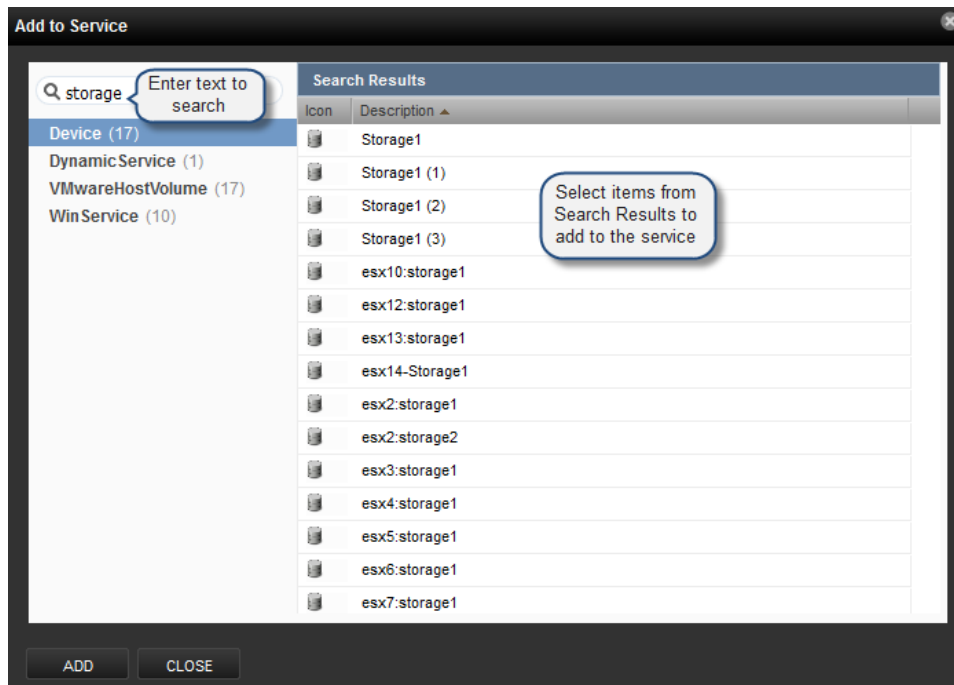 Add to Service
storage
Enter text to
search
Device (17)
DynamicService (1)
VMwareHostVolume (17)
WinService (10)
Search Results
Icon Description
Storage1
Storage1 (1)
Storage1 (2)
Storage1 (3)
esx10:storage1
esx12:storage1
esx13:storage1
esx14-Storage1
esx2:storage1
esx2:storage2
esx3:storage1
esx4:storage1
esx5:storage1
esx6:storage1
esx7:storage1
Select items from
Search Results to
add to the service
ADD CLOSE